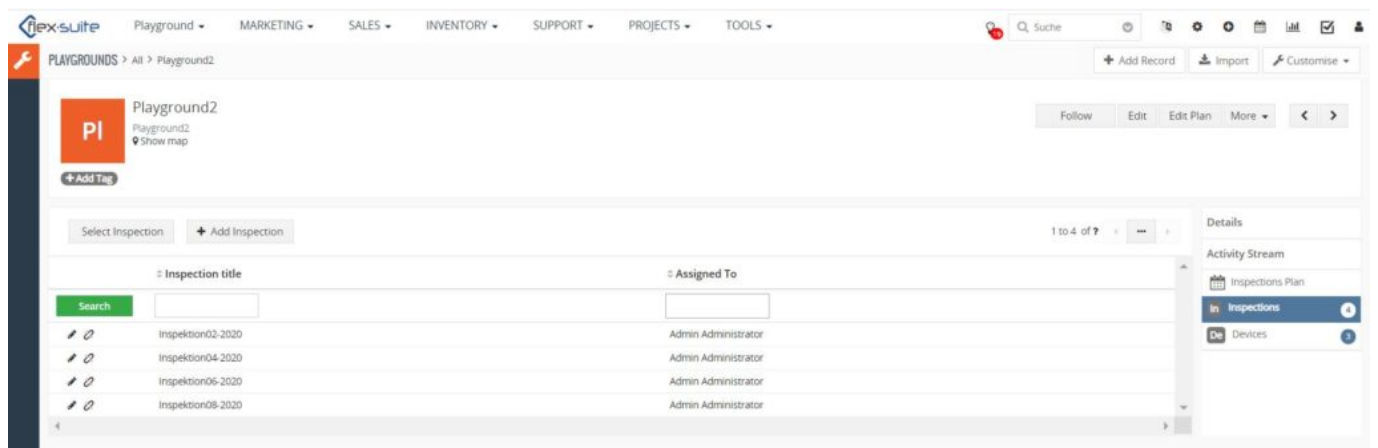 flex-suite Playground MARKETING SALES INVENTORY SUPPORT PROJECTS TOOLS 19 Suche
PLAYGROUNDS > All > Playground2 + Add Record Import Customise
Pl
Playground2
Playground2
Show map
+Add Tag
Follow Edit Edit Plan More
Select Inspection + Add Inspection 1 to 4 of ?
Inspection title Assigned To
Search
Inspektion02-2020 Admin Administrator
Inspektion04-2020 Admin Administrator
Inspektion06-2020 Admin Administrator
Inspektion08-2020 Admin Administrator
Details
Activity Stream
Inspections Plan
In Inspections 4
De Devices 3